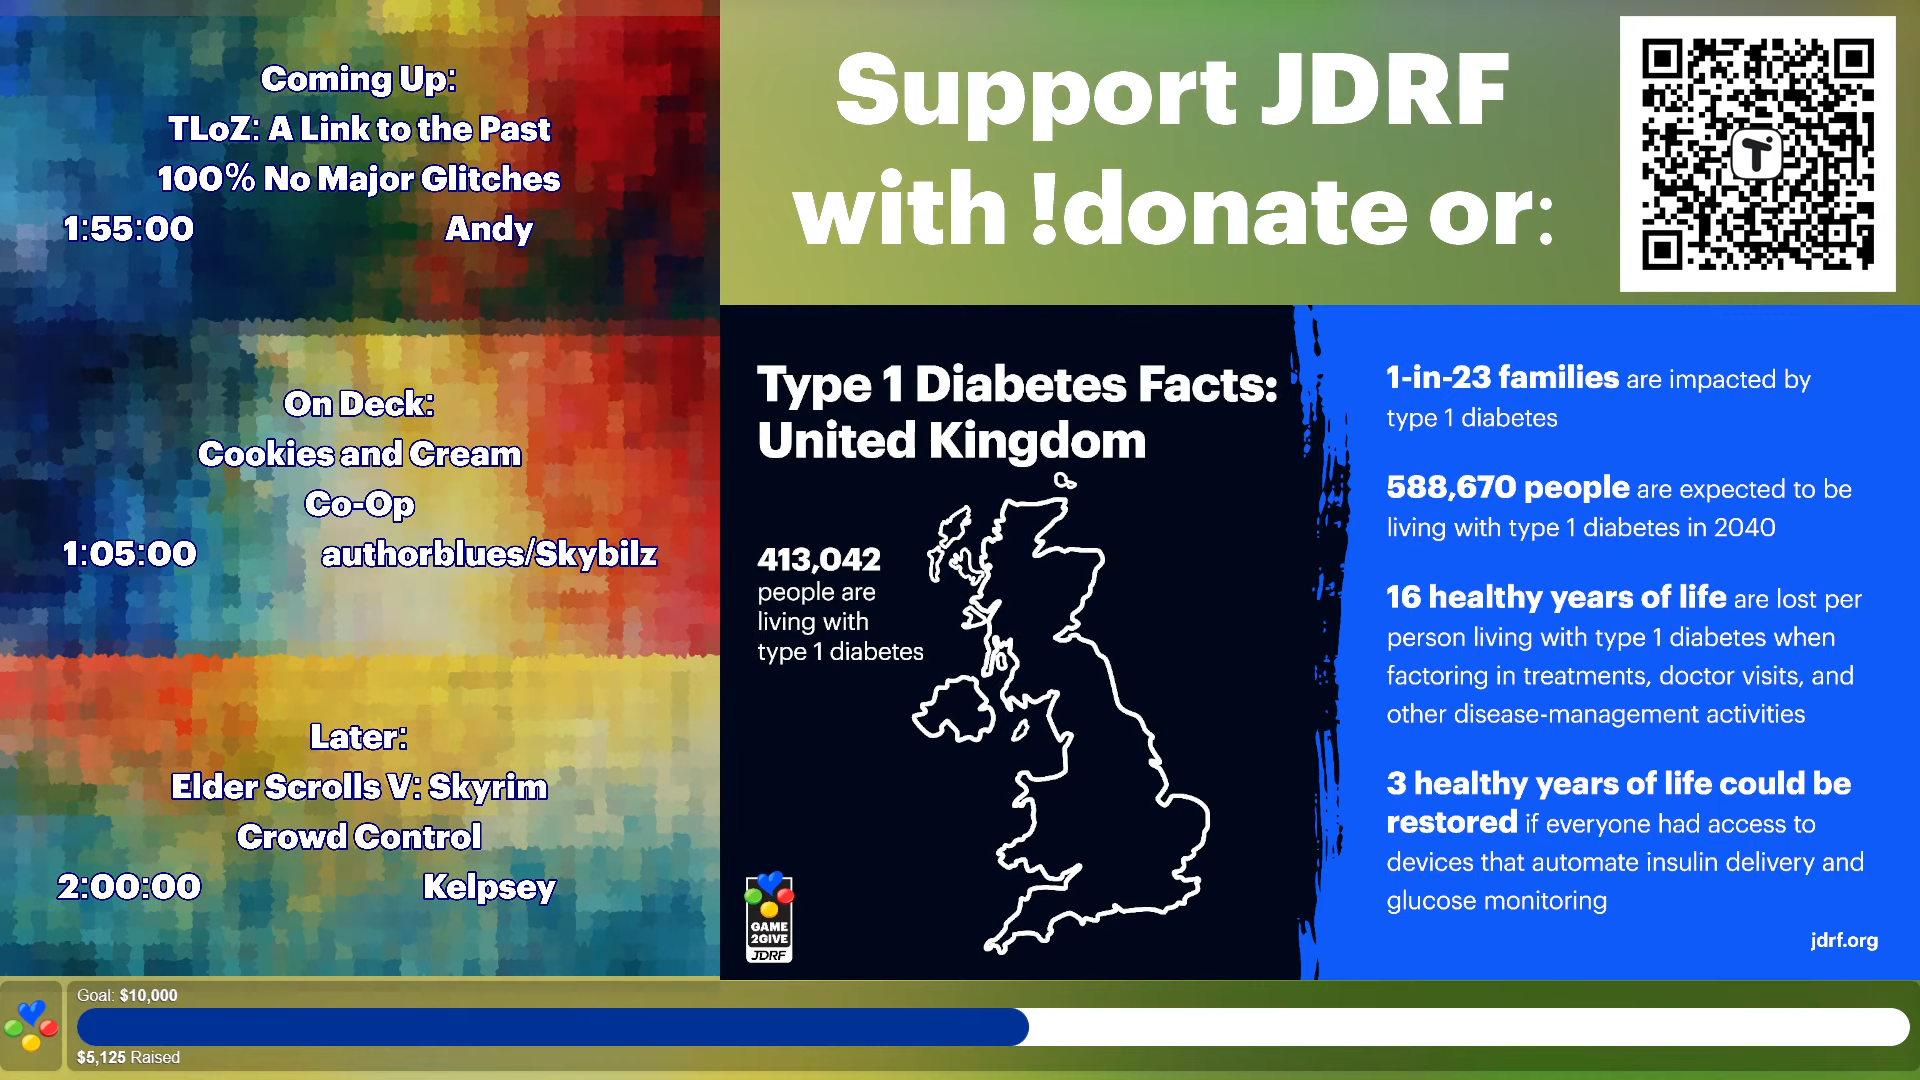 Coming Up:
TLoZ: A Link to the Past
100% No Major Glitches
1:55:00 Andy
On Deck:
Cookies and Cream
Co-Op
1:05:00 authorblues/Skybilz
Later:
Elder Scrolls V: Skyrim
Crowd Control
2:00:00 Kelpsey
Support JDRF
with !donate or:
T
Type 1 Diabetes Facts:
United Kingdom
413,042
people are
living with
type 1 diabetes
GAME
2GIVE
JDRF
1-in-23 families are impacted by
type 1 diabetes
588,670 people are expected to be
living with type 1 diabetes in 2040
16 healthy years of life are lost per
person living with type 1 diabetes when
factoring in treatments, doctor visits, and
other disease-management activities
3 healthy years of life could be
restored if everyone had access to
devices that automate insulin delivery and
glucose monitoring
jdrf.org
Goal: $10,000
$5,125 Raised